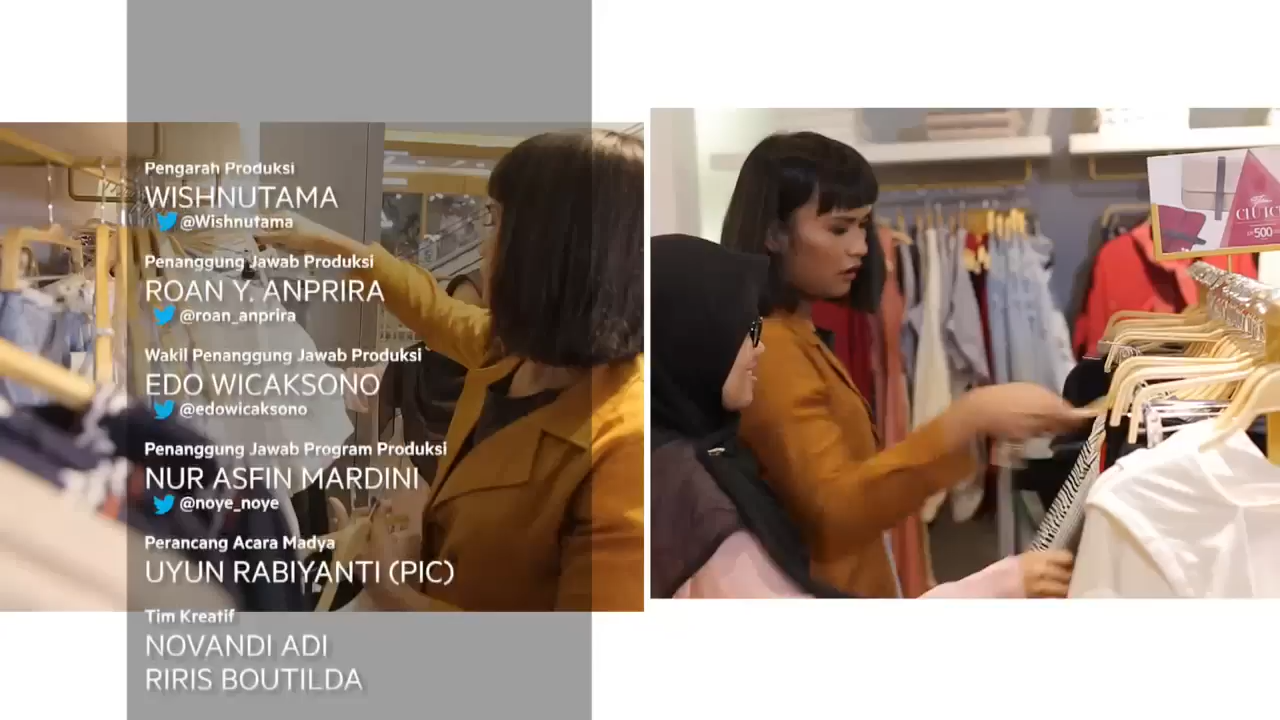 Pengarah Produksi
WISHNUTAMA
@Wishnutama
Penanggung Jawab Produksi
ROAN Y. ANPRIRA
@roan_anprira
Wakil Penanggung Jawab Produksi
EDO WICAKSONO
@edowicaksono
Penanggung Jawab Program Produksi
NUR ASFIN MARDINI
@noye_noye
Perancang Acara Madya
UYUN RABIYANTI (PIC)
Tim Kreatif
NOVANDI ADI
RIRIS BOUTILDA
500